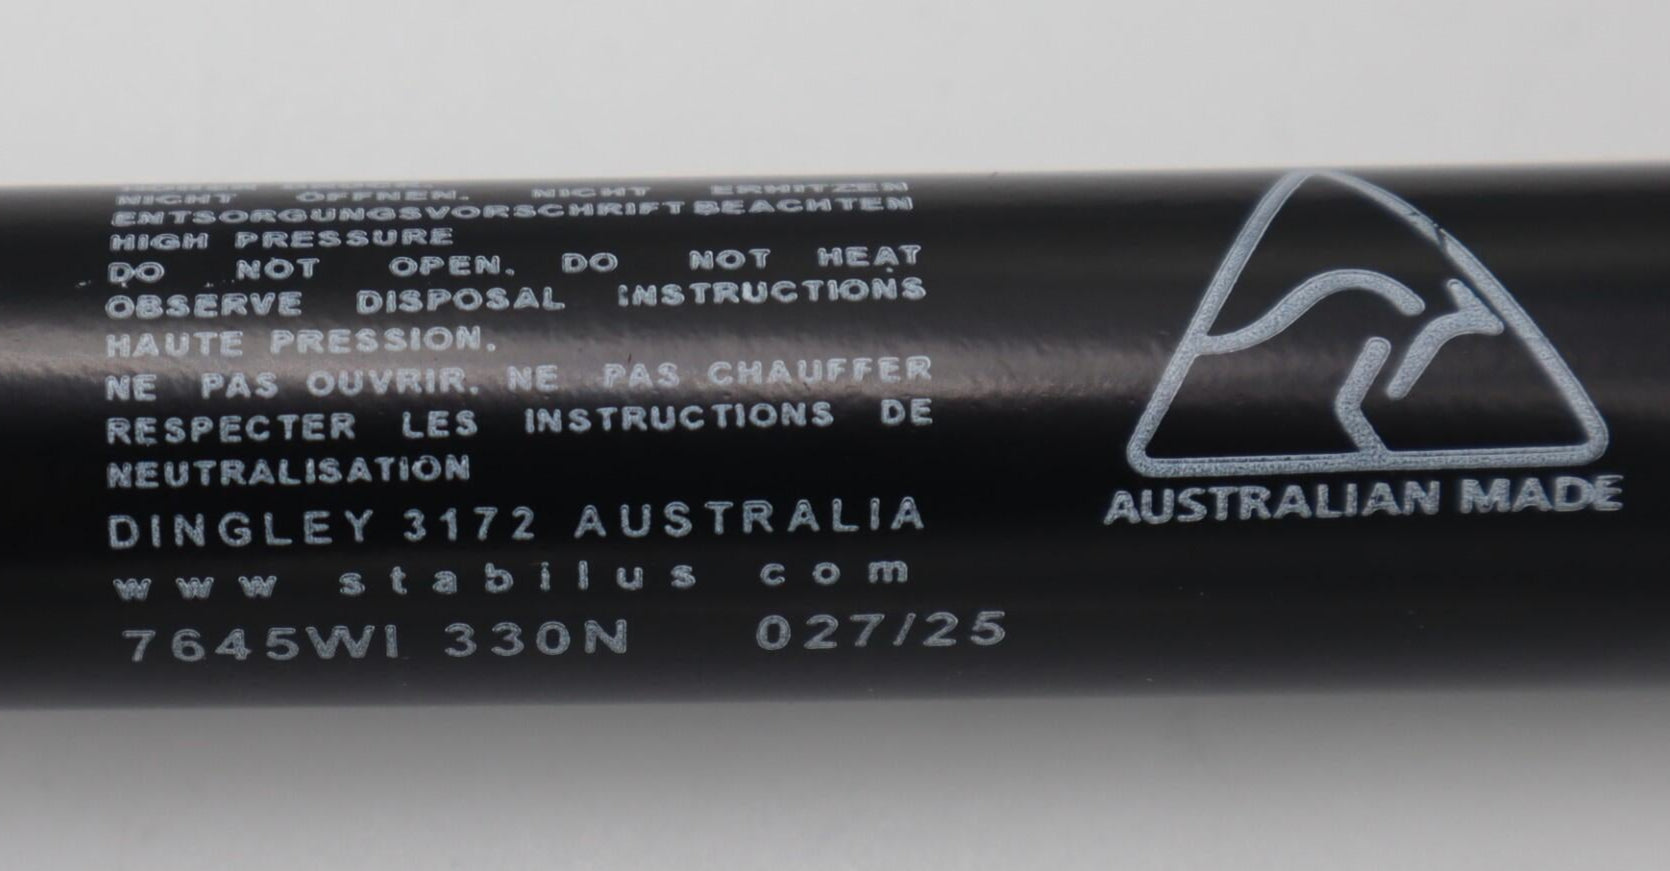 NICHT ÖFFNEN. NICHT ERHITZEN
ENTSORGUNGSVORSCHRIFT BEACHTEN
HIGH PRESSURE
DO NOT OPEN. DO NOT HEAT
OBSERVE DISPOSAL INSTRUCTIONS
HAUTE PRESSION.
NE PAS OUVRIR. NE PAS CHAUFFER
RESPECTER LES INSTRUCTIONS DE
NEUTRALISATION
DINGLEY 3172 AUSTRALIA
www stabilus com
7645WI 330N 027/25
AUSTRALIAN MADE